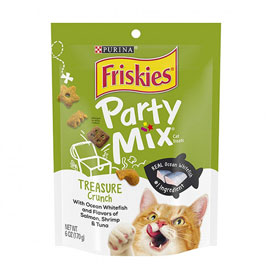 PURINA
Friskies
Party
Mix
Cat
treats
REAL Ocean Whitefish
#1 Ingredient
TREASURE
Crunch
With Ocean Whitefish
and Flavors of
Salmon, Shrimp
& Tuna
NET WT
6 OZ (170 g)